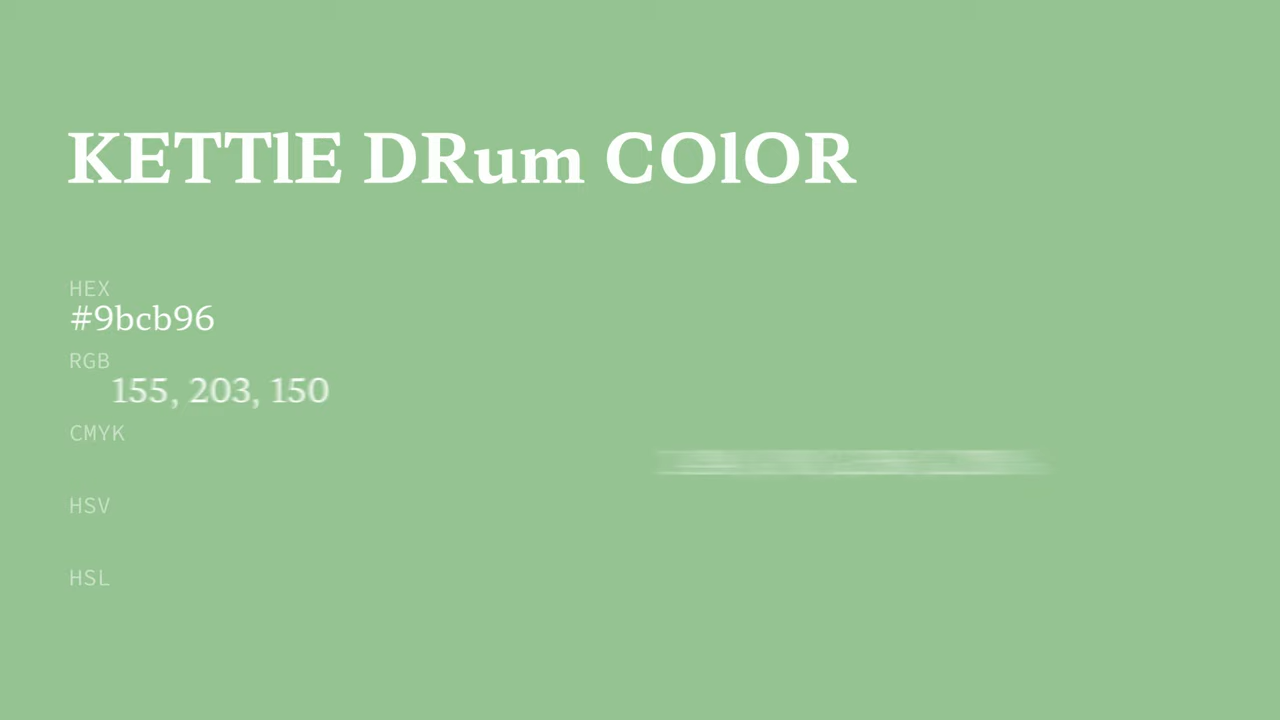 KETTlE DRum COlOR
HEX
#9bcb96
RGB
155, 203, 150
CMYK
HSV
HSL